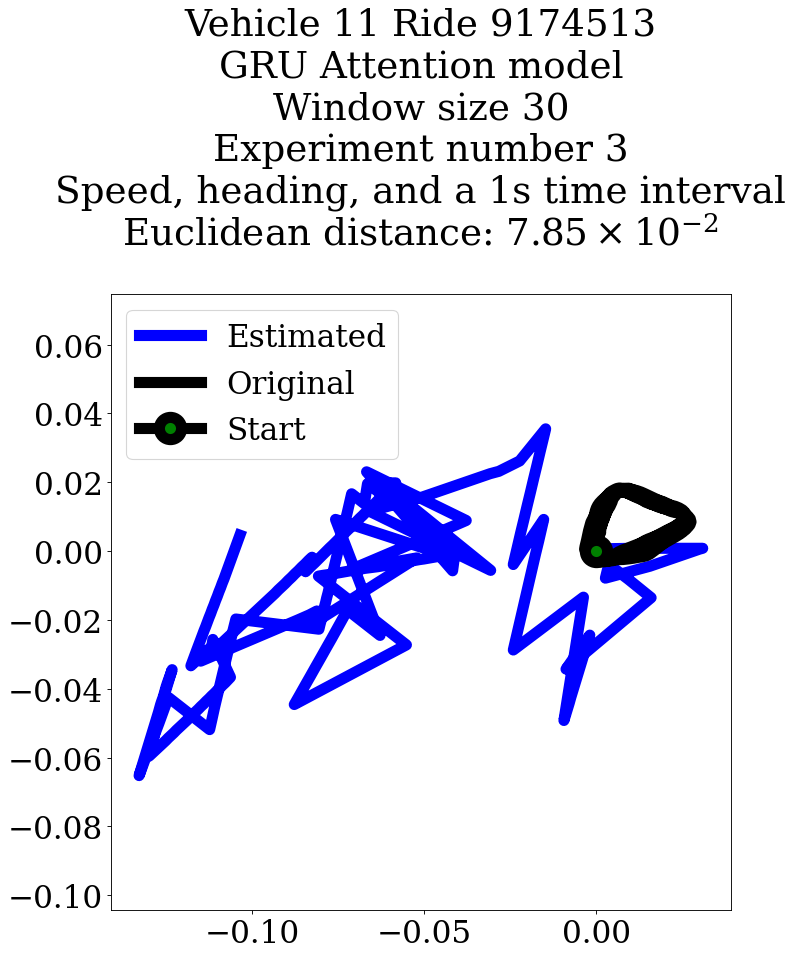 Vehicle 11 Ride 9174513
GRU Attention model
Window size 30
Experiment number 3
Speed, heading, and a 1s time interval
Euclidean distance: 7.85 × 10⁻²
Estimated
Original
Start
0.06
0.04
0.02
0.00
−0.02
−0.04
−0.06
−0.08
−0.10
−0.10 −0.05 0.00